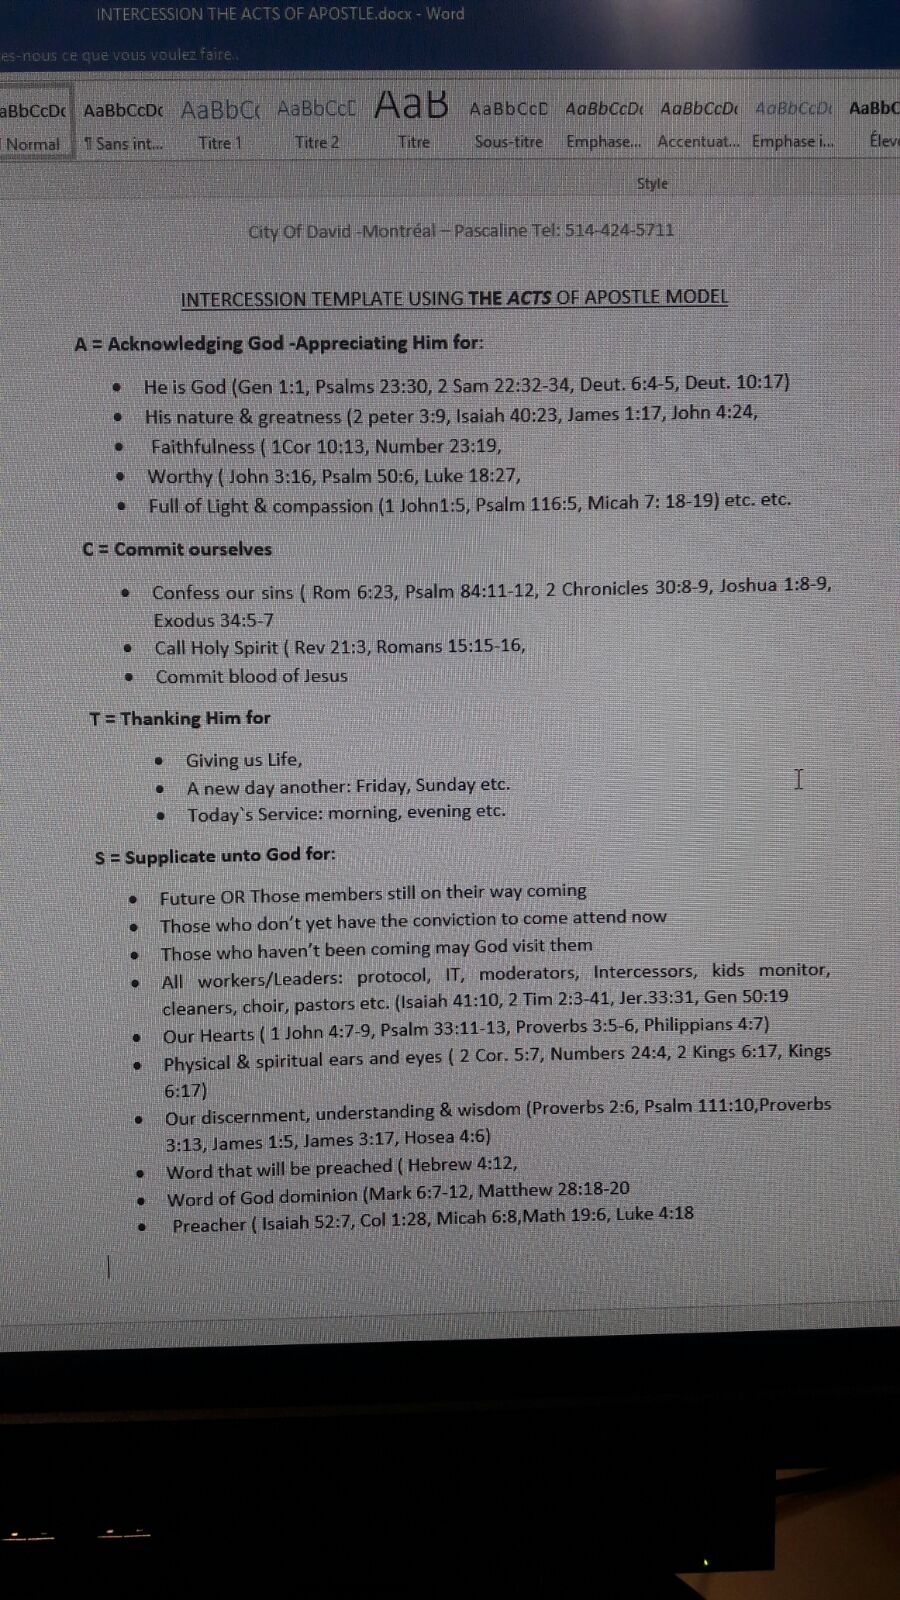 INTERCESSION THE ACTS OF APOSTLE.docx - Word
es-nous ce que vous voulez faire..
aBbCcDc AaBbCcDc AaBbC( AaBbCcC AaB AaBbCcD AaBbCcDc AaBbCcDc AaBbCcDc AaBbC
Normal ¶ Sans int... Titre 1 Titre 2 Titre Sous-titre Emphase... Accentuat... Emphase i... Élev
Style
City Of David -Montréal – Pascaline Tel: 514-424-5711
INTERCESSION TEMPLATE USING THE ACTS OF APOSTLE MODEL
A = Acknowledging God -Appreciating Him for:
• He is God (Gen 1:1, Psalms 23:30, 2 Sam 22:32-34, Deut. 6:4-5, Deut. 10:17)
• His nature & greatness (2 peter 3:9, Isaiah 40:23, James 1:17, John 4:24,
• Faithfulness ( 1Cor 10:13, Number 23:19,
• Worthy ( John 3:16, Psalm 50:6, Luke 18:27,
• Full of Light & compassion (1 John1:5, Psalm 116:5, Micah 7: 18-19) etc. etc.
C = Commit ourselves
• Confess our sins ( Rom 6:23, Psalm 84:11-12, 2 Chronicles 30:8-9, Joshua 1:8-9,
Exodus 34:5-7
• Call Holy Spirit ( Rev 21:3, Romans 15:15-16,
• Commit blood of Jesus
T = Thanking Him for
• Giving us Life,
• A new day another: Friday, Sunday etc.
• Today`s Service: morning, evening etc.
S = Supplicate unto God for:
• Future OR Those members still on their way coming
• Those who don't yet have the conviction to come attend now
• Those who haven't been coming may God visit them
• All workers/Leaders: protocol, IT, moderators, Intercessors, kids monitor,
cleaners, choir, pastors etc. (Isaiah 41:10, 2 Tim 2:3-41, Jer.33:31, Gen 50:19
• Our Hearts ( 1 John 4:7-9, Psalm 33:11-13, Proverbs 3:5-6, Philippians 4:7)
• Physical & spiritual ears and eyes ( 2 Cor. 5:7, Numbers 24:4, 2 Kings 6:17, Kings
6:17)
• Our discernment, understanding & wisdom (Proverbs 2:6, Psalm 111:10,Proverbs
3:13, James 1:5, James 3:17, Hosea 4:6)
• Word that will be preached ( Hebrew 4:12,
• Word of God dominion (Mark 6:7-12, Matthew 28:18-20
• Preacher ( Isaiah 52:7, Col 1:28, Micah 6:8,Math 19:6, Luke 4:18